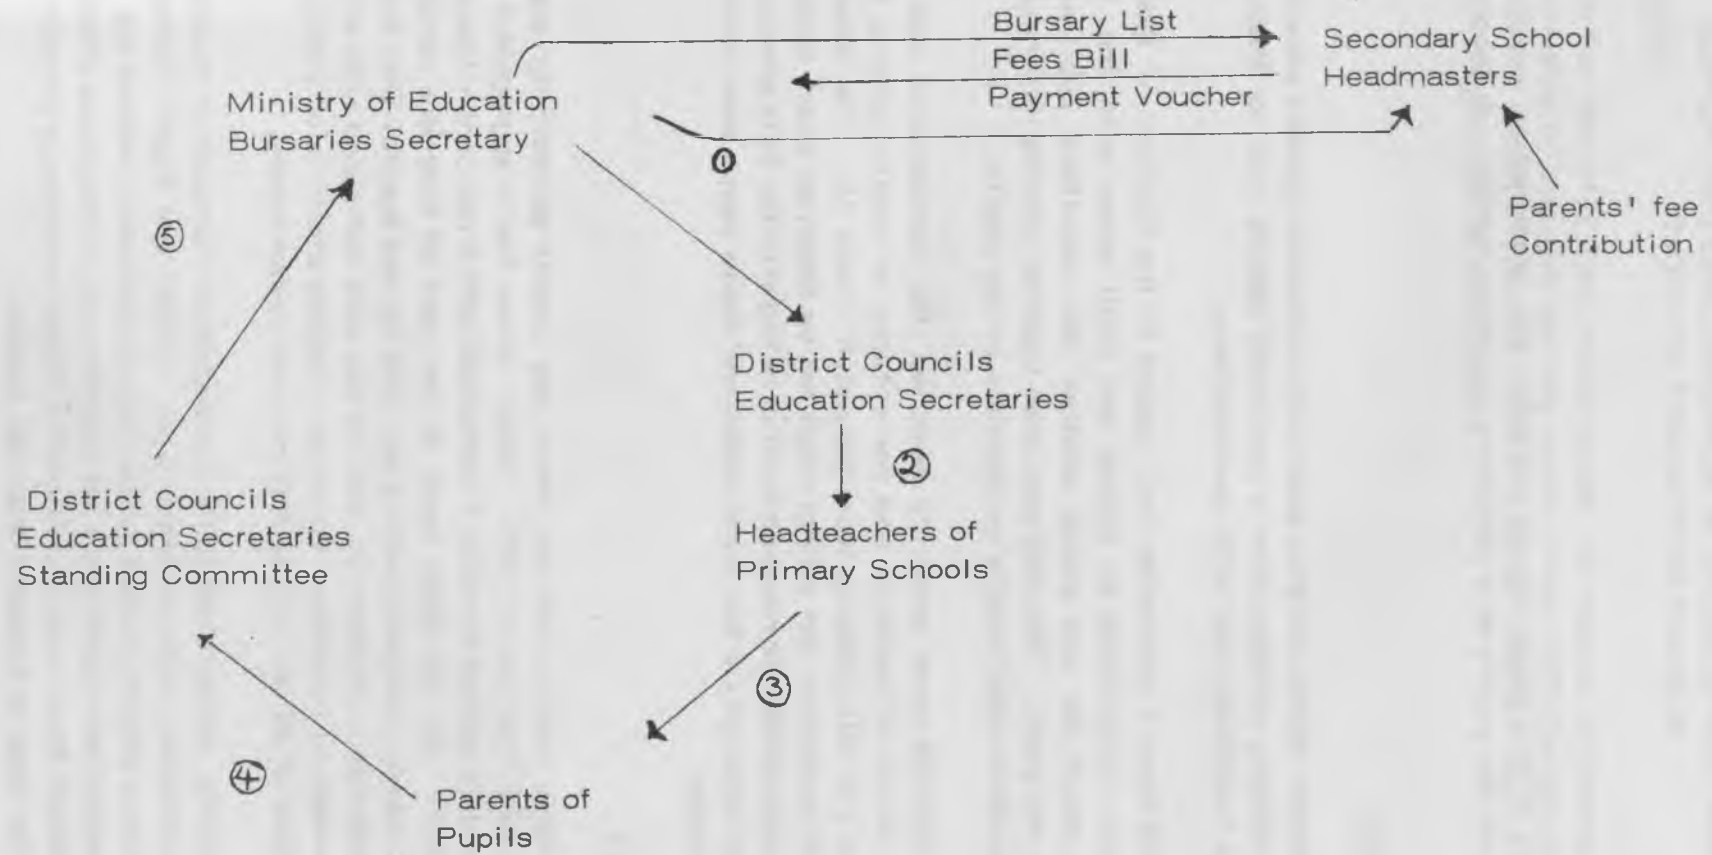 Bursary List
Fees Bill
Payment Voucher
Secondary School
Headmasters
Ministry of Education
Bursaries Secretary
①
Parents' fee
Contribution
⑤
District Councils
Education Secretaries
②
District Councils
Education Secretaries
Standing Committee
Headteachers of
Primary Schools
③
④
Parents of
Pupils